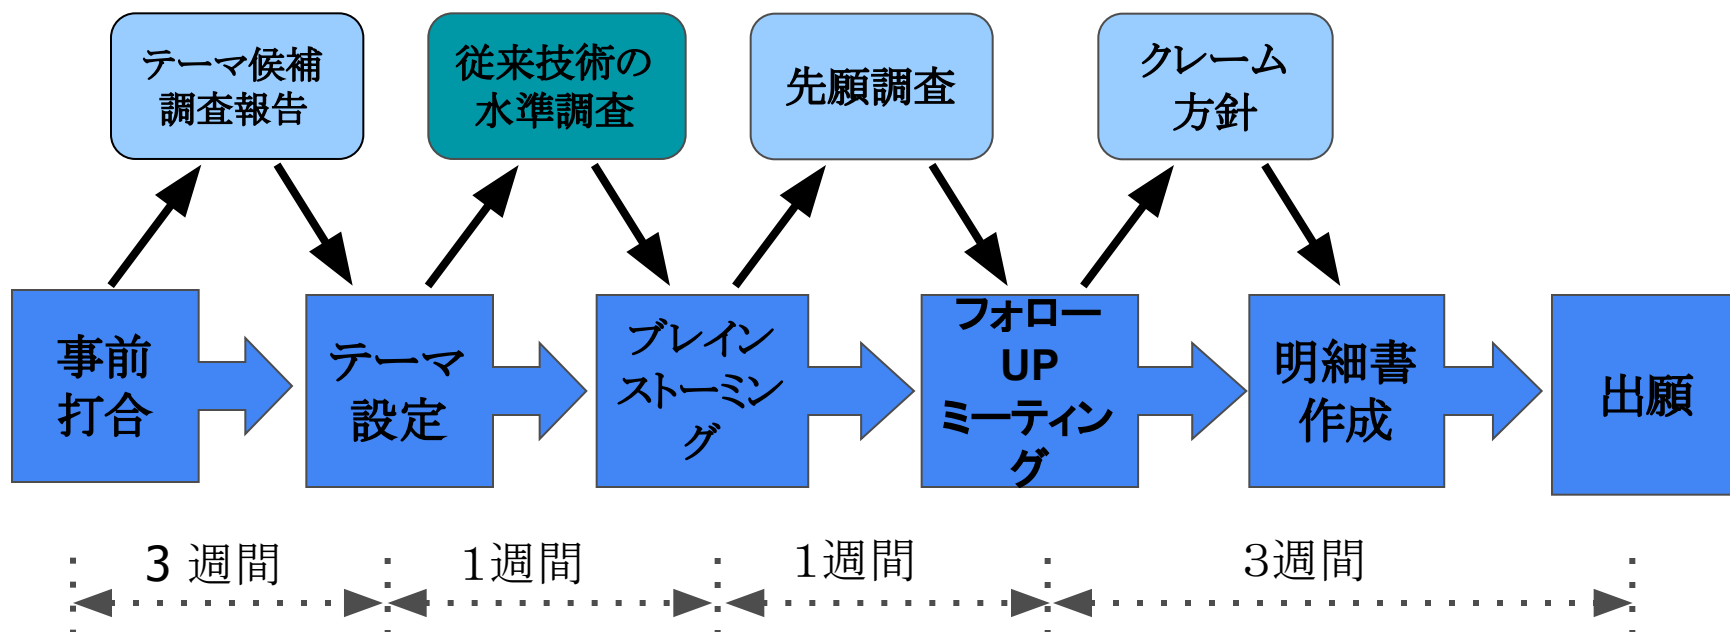 テーマ候補
調査報告
従来技術の
水準調査
先願調査
クレーム
方針
事前
打合
テーマ
設定
ブレイン
ストーミン
グ
フォロー
UP
ミーティン
グ
明細書
作成
出願
3 週間
1週間
1週間
3週間